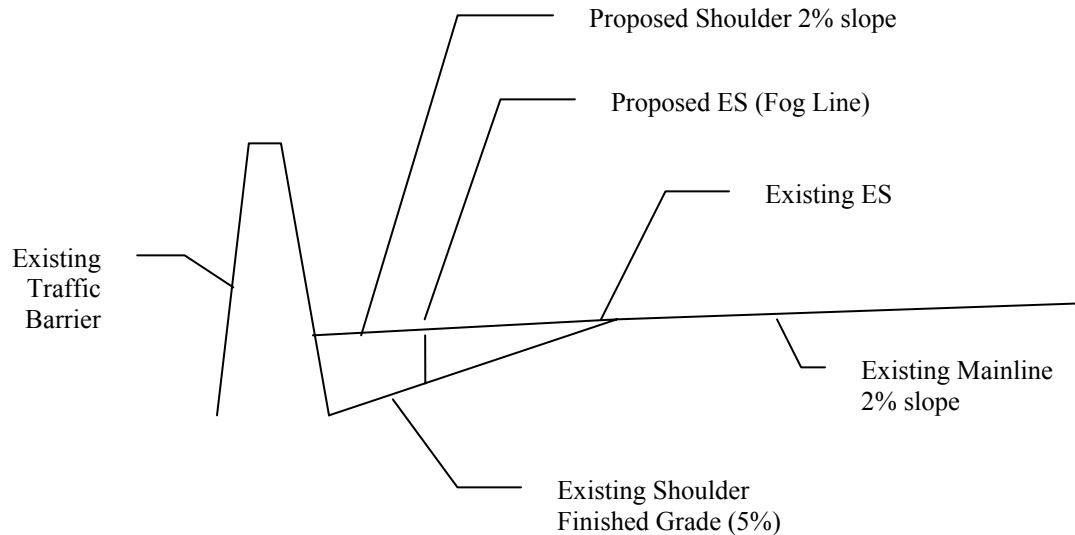 Proposed Shoulder 2% slope
Proposed ES (Fog Line)
Existing ES
Existing
Traffic
Barrier
Existing Mainline
2% slope
Existing Shoulder
Finished Grade (5%)